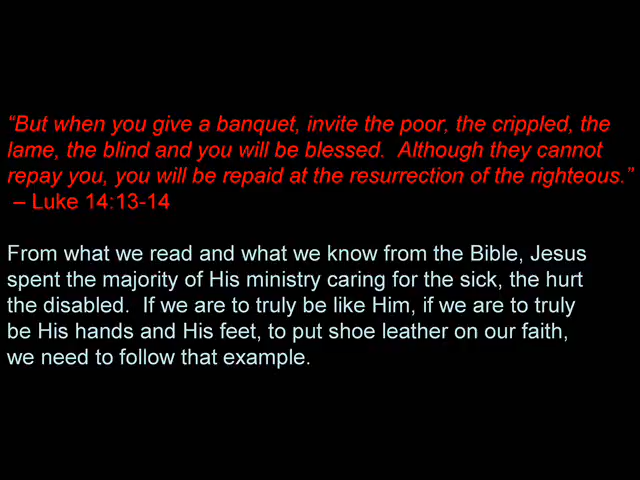 “But when you give a banquet, invite the poor, the crippled, the
lame, the blind and you will be blessed.  Although they cannot
repay you, you will be repaid at the resurrection of the righteous.”
– Luke 14:13-14
From what we read and what we know from the Bible, Jesus
spent the majority of His ministry caring for the sick, the hurt
the disabled.  If we are to truly be like Him, if we are to truly
be His hands and His feet, to put shoe leather on our faith,
we need to follow that example.